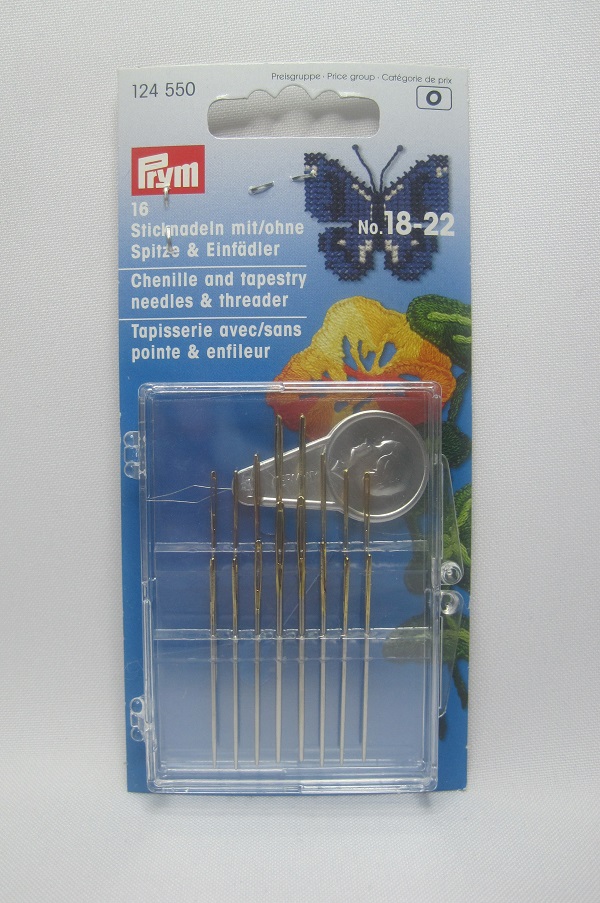 Preisgruppe · Price group · Catégorie de prix
124 550
O
Prym
16
Sticknadeln mit/ohne
Spitze & Einfädler
No. 18-22
Chenille and tapestry
needles & threader
Tapisserie avec/sans
pointe & enfileur